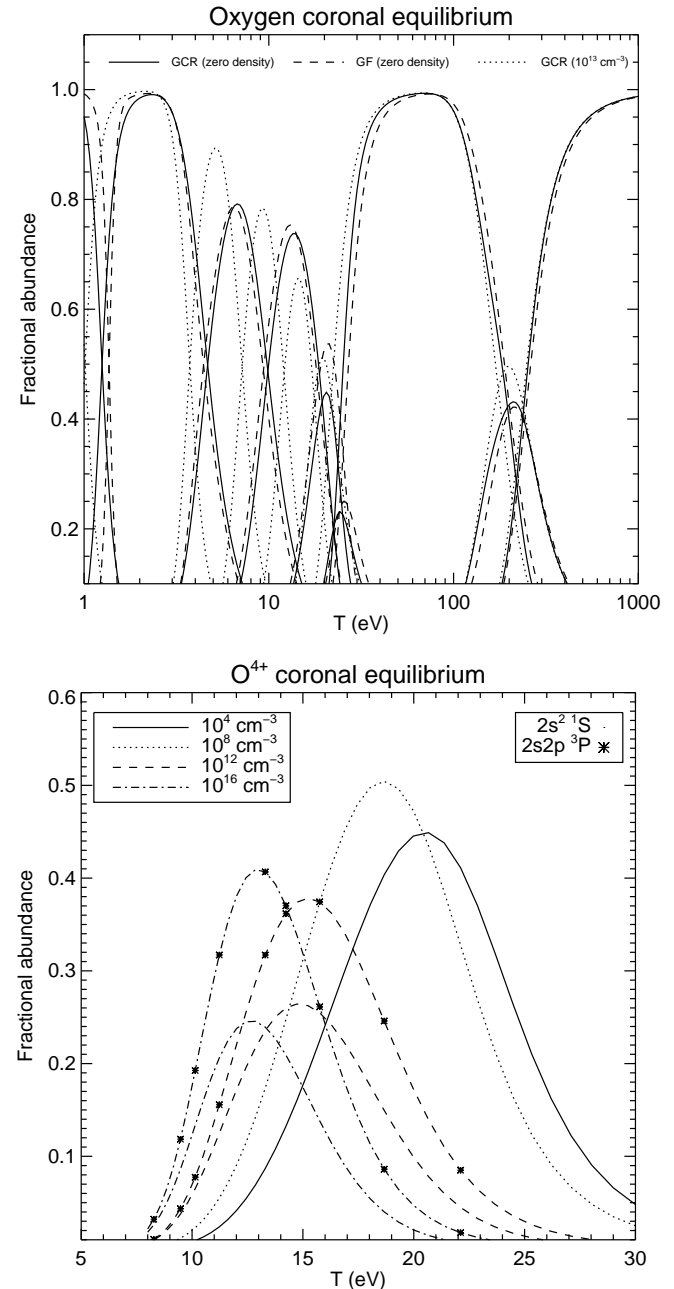 Oxygen coronal equilibrium
GCR (zero density) GF (zero density) GCR (10¹³ cm⁻³)
1.0
0.8
0.6
0.4
0.2
Fractional abundance
1 10 100 1000
T (eV)
O⁴⁺ coronal equilibrium
0.6
0.5
0.4
0.3
0.2
0.1
Fractional abundance
10⁴ cm⁻³
10⁸ cm⁻³
10¹² cm⁻³
10¹⁶ cm⁻³
2s² ¹S
2s2p ³P
5 10 15 20 25 30
T (eV)